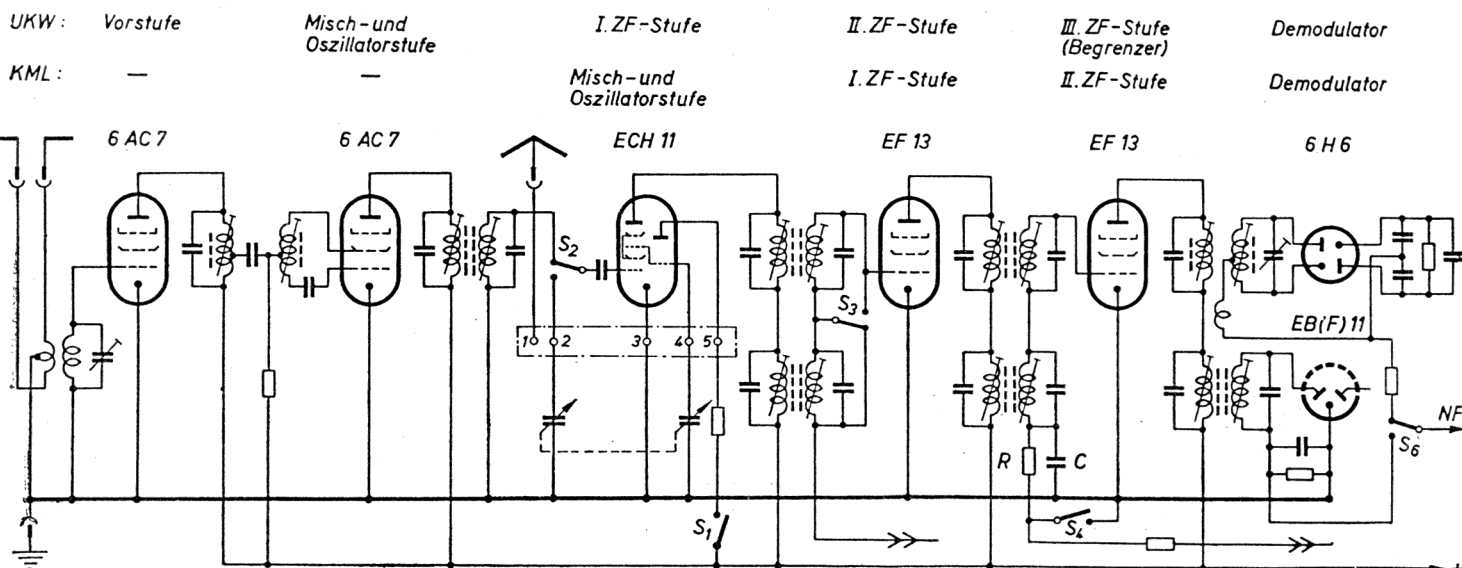 UKW: Vorstufe Misch-und Oszillatorstufe I.ZF-Stufe II.ZF-Stufe III.ZF-Stufe (Begrenzer) Demodulator
KML: — — Misch-und Oszillatorstufe I.ZF-Stufe II.ZF-Stufe Demodulator
6 AC 7 6 AC 7 ECH 11 EF 13 EF 13 6 H 6
S2
S3
EB(F)11
1 2 3 4 5
NF
S6
R C
S1
S4
+